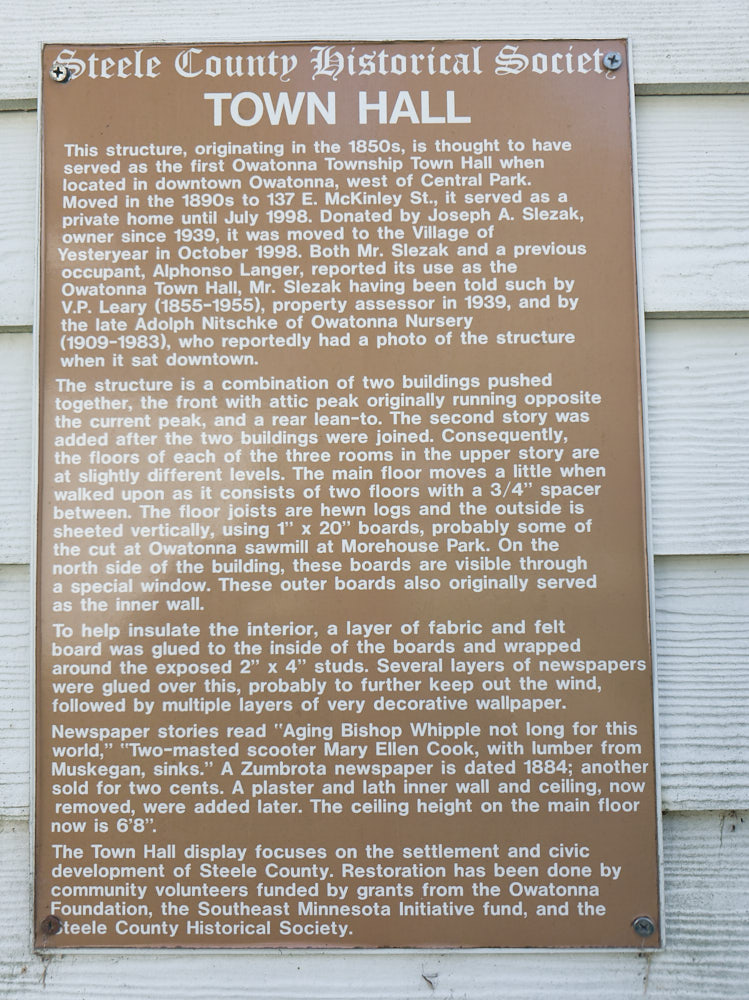 Steele County Historical Society
TOWN HALL
This structure, originating in the 1850s, is thought to have
served as the first Owatonna Township Town Hall when
located in downtown Owatonna, west of Central Park.
Moved in the 1890s to 137 E. McKinley St., it served as a
private home until July 1998. Donated by Joseph A. Slezak,
owner since 1939, it was moved to the Village of
Yesteryear in October 1998. Both Mr. Slezak and a previous
occupant, Alphonso Langer, reported its use as the
Owatonna Town Hall, Mr. Slezak having been told such by
V.P. Leary (1855-1955), property assessor in 1939, and by
the late Adolph Nitschke of Owatonna Nursery
(1909-1983), who reportedly had a photo of the structure
when it sat downtown.
The structure is a combination of two buildings pushed
together, the front with attic peak originally running opposite
the current peak, and a rear lean-to. The second story was
added after the two buildings were joined. Consequently,
the floors of each of the three rooms in the upper story are
at slightly different levels. The main floor moves a little when
walked upon as it consists of two floors with a 3/4" spacer
between. The floor joists are hewn logs and the outside is
sheeted vertically, using 1" x 20" boards, probably some of
the cut at Owatonna sawmill at Morehouse Park. On the
north side of the building, these boards are visible through
a special window. These outer boards also originally served
as the inner wall.
To help insulate the interior, a layer of fabric and felt
board was glued to the inside of the boards and wrapped
around the exposed 2" x 4" studs. Several layers of newspapers
were glued over this, probably to further keep out the wind,
followed by multiple layers of very decorative wallpaper.
Newspaper stories read "Aging Bishop Whipple not long for this
world," "Two-masted scooter Mary Ellen Cook, with lumber from
Muskegan, sinks." A Zumbrota newspaper is dated 1884; another
sold for two cents. A plaster and lath inner wall and ceiling, now
removed, were added later. The ceiling height on the main floor
now is 6'8".
The Town Hall display focuses on the settlement and civic
development of Steele County. Restoration has been done by
community volunteers funded by grants from the Owatonna
Foundation, the Southeast Minnesota Initiative fund, and the
Steele County Historical Society.